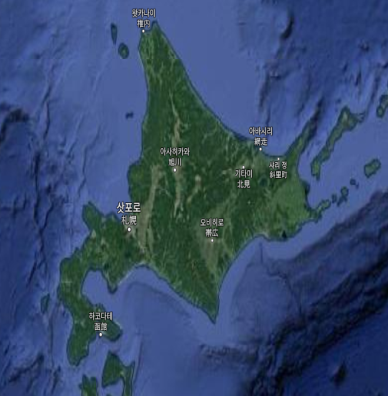 왓카나이
稚内
아바시리
網走
아사히카와
旭川
샤리 정
斜里町
기타미
北見
삿포로
札幌
오비히로
帯広
하코다테
函館